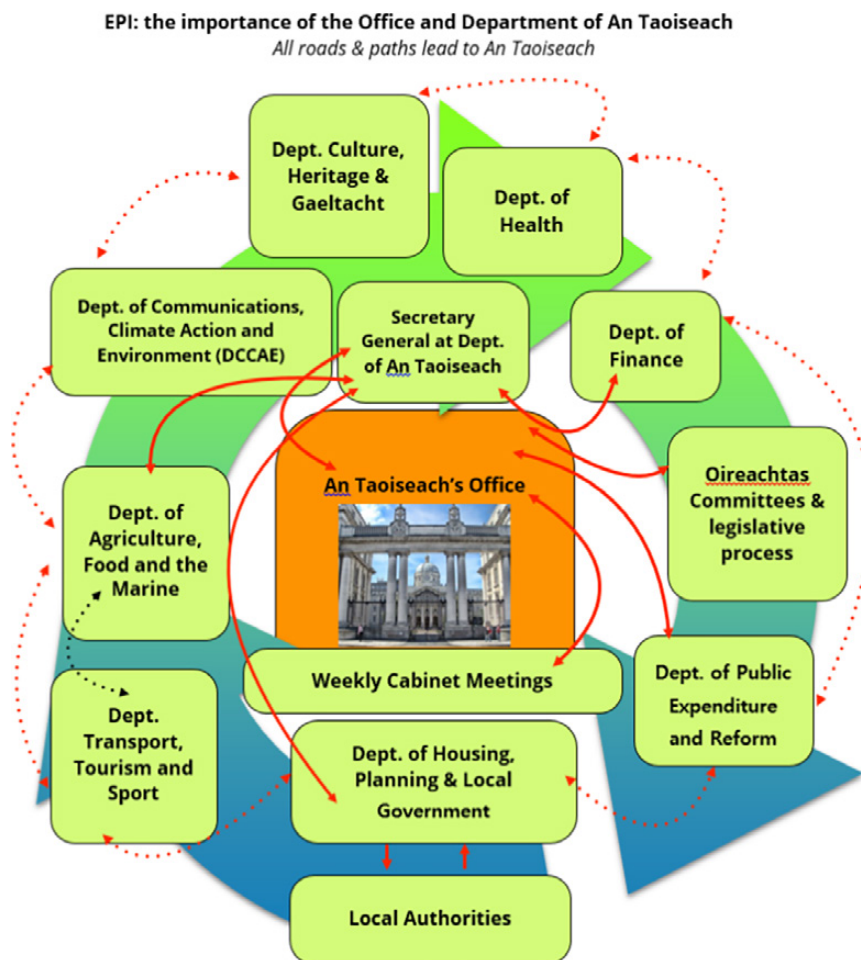 EPI: the importance of the Office and Department of An Taoiseach
All roads & paths lead to An Taoiseach
Dept. Culture,
Heritage &
Gaeltacht
Dept. of
Health
Dept. of Communications,
Climate Action and
Environment (DCCAE)
Secretary
General at Dept.
of An Taoiseach
Dept. of
Finance
An Taoiseach's Office
Oireachtas
Committees &
legislative
process
Dept. of
Agriculture,
Food and the
Marine
Weekly Cabinet Meetings
Dept. of Public
Expenditure
and Reform
Dept.
Transport,
Tourism and
Sport
Dept. of Housing,
Planning & Local
Government
Local Authorities